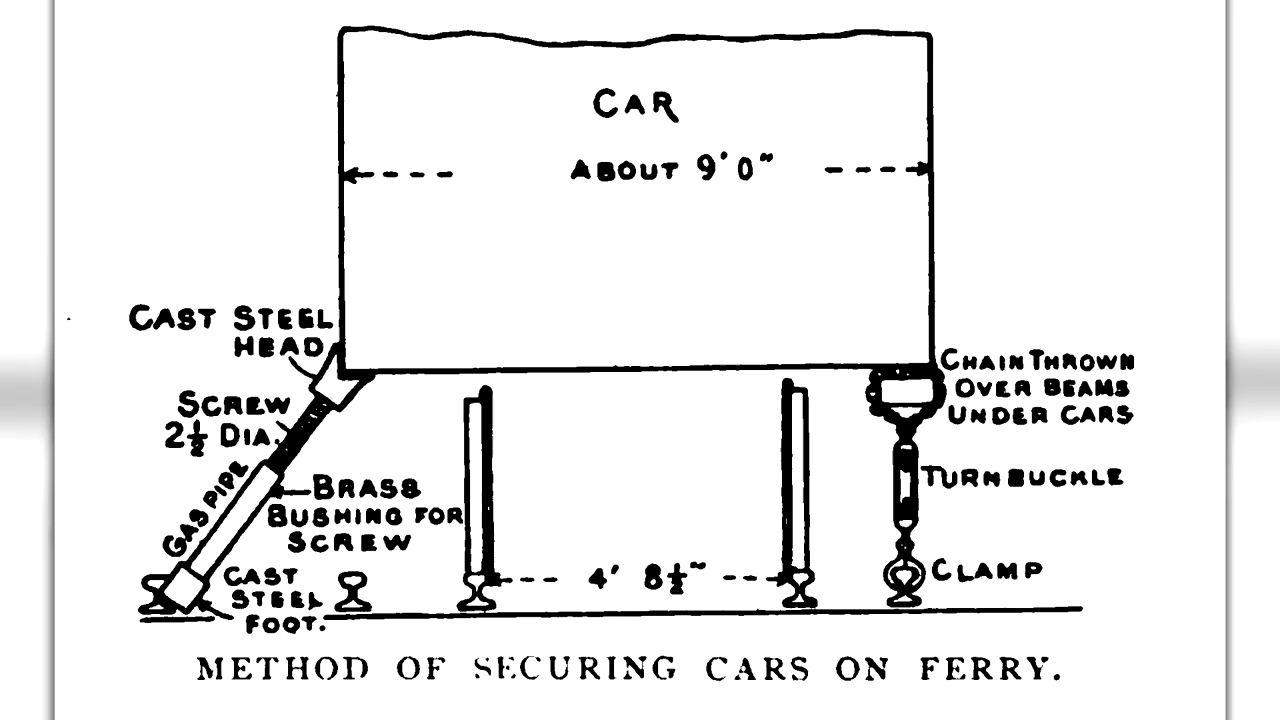 CAR
ABOUT 9'0"
CAST STEEL
HEAD
SCREW
2½ DIA.
GAS PIPE
BRASS
BUSHING FOR
SCREW
CAST
STEEL
FOOT.
4' 8½"
CHAIN THROWN
OVER BEAMS
UNDER CARS
TURNBUCKLE
CLAMP
METHOD OF SECURING CARS ON FERRY.